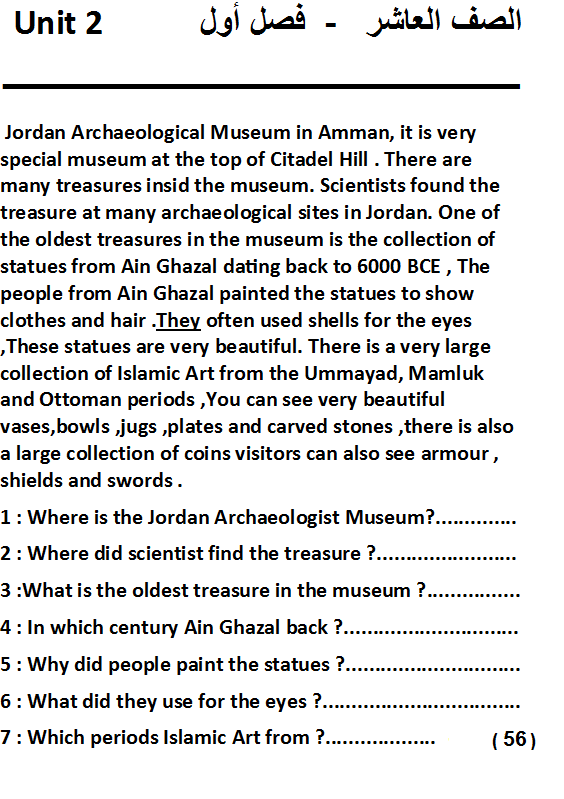 Unit 2 الصف العاشر - فصل أول
Jordan Archaeological Museum in Amman, it is very
special museum at the top of Citadel Hill . There are
many treasures insid the museum. Scientists found the
treasure at many archaeological sites in Jordan. One of
the oldest treasures in the museum is the collection of
statues from Ain Ghazal dating back to 6000 BCE , The
people from Ain Ghazal painted the statues to show
clothes and hair .They often used shells for the eyes
,These statues are very beautiful. There is a very large
collection of Islamic Art from the Ummayad, Mamluk
and Ottoman periods ,You can see very beautiful
vases,bowls ,jugs ,plates and carved stones ,there is also
a large collection of coins visitors can also see armour ,
shields and swords .
1 : Where is the Jordan Archaeologist Museum?..............
2 : Where did scientist find the treasure ?........................
3 :What is the oldest treasure in the museum ?................
4 : In which century Ain Ghazal back ?..............................
5 : Why did people paint the statues ?..............................
6 : What did they use for the eyes ?..................................
7 : Which periods Islamic Art from ?................... ( 56 )